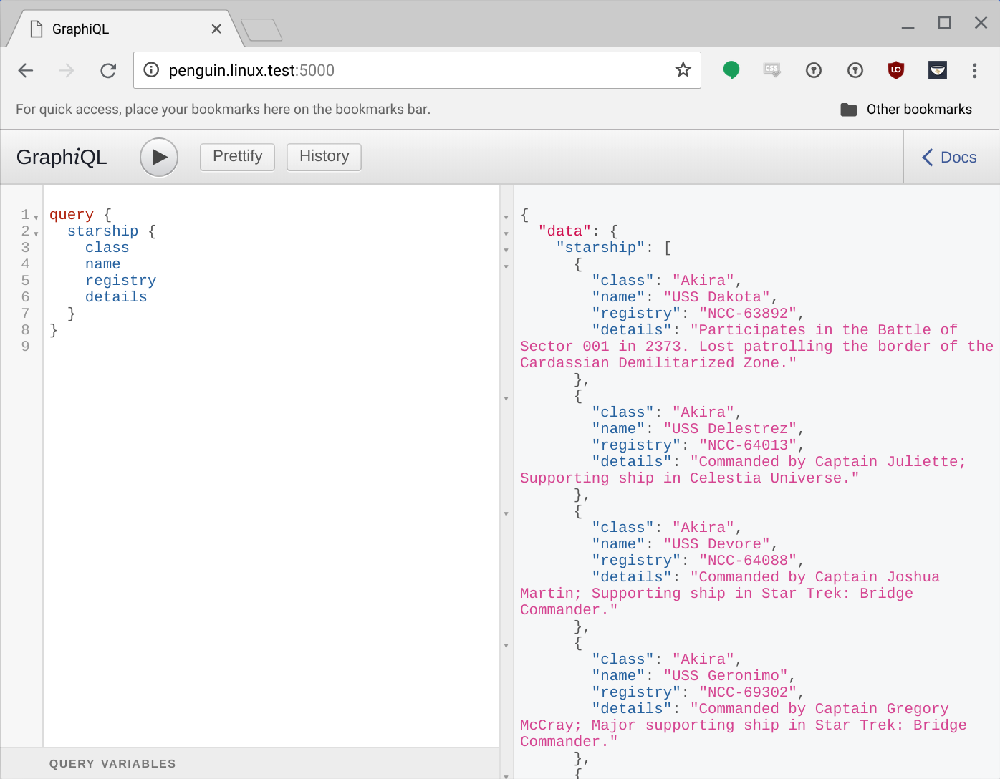 GraphiQL
penguin.linux.test:5000
CSS
For quick access, place your bookmarks here on the bookmarks bar.
Other bookmarks
GraphiQL
Prettify
History
Docs
1 query {
2 starship {
3 class
4 name
5 registry
6 details
7 }
8 }
9
{
"data": {
"starship": [
{
"class": "Akira",
"name": "USS Dakota",
"registry": "NCC-63892",
"details": "Participates in the Battle of
Sector 001 in 2373. Lost patrolling the border of the
Cardassian Demilitarized Zone."
},
{
"class": "Akira",
"name": "USS Delestrez",
"registry": "NCC-64013",
"details": "Commanded by Captain Juliette;
Supporting ship in Celestia Universe."
},
{
"class": "Akira",
"name": "USS Devore",
"registry": "NCC-64088",
"details": "Commanded by Captain Joshua
Martin; Supporting ship in Star Trek: Bridge
Commander."
},
{
"class": "Akira",
"name": "USS Geronimo",
"registry": "NCC-69302",
"details": "Commanded by Captain Gregory
McCray; Major supporting ship in Star Trek: Bridge
Commander."
},
{
QUERY VARIABLES